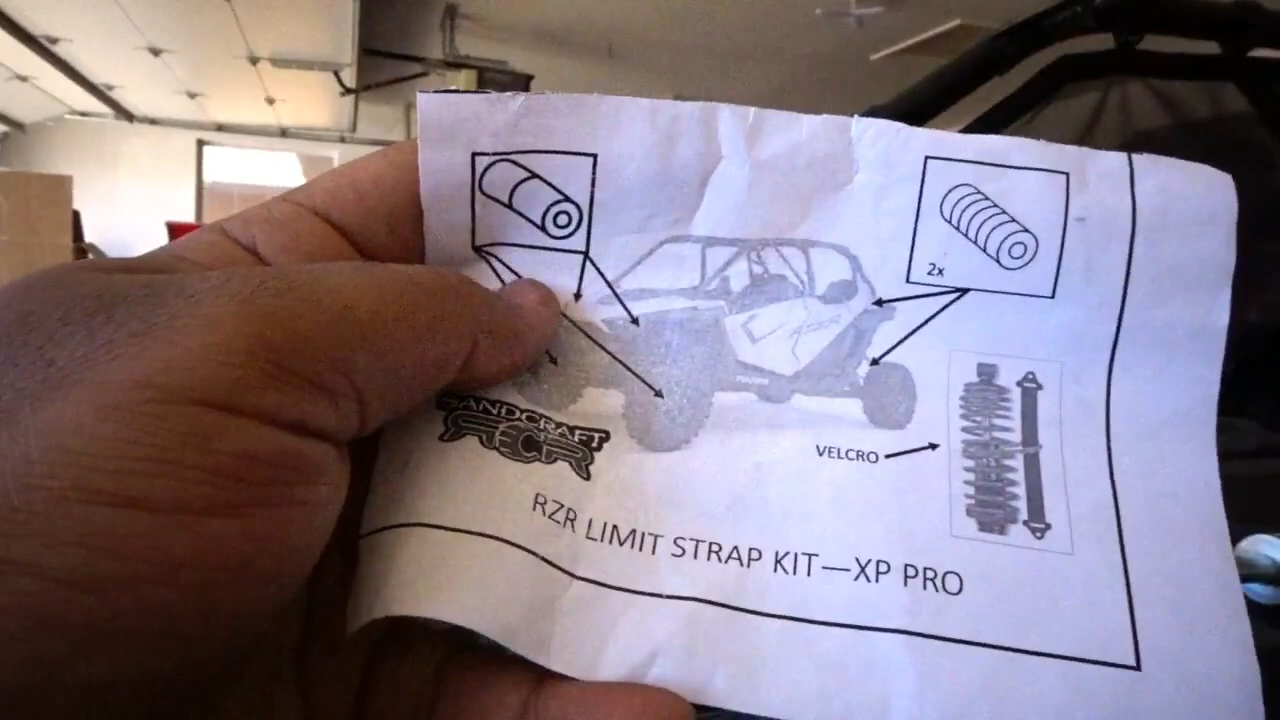 2x
VELCRO
SANDCRAFT
RCR
RZR LIMIT STRAP KIT—XP PRO